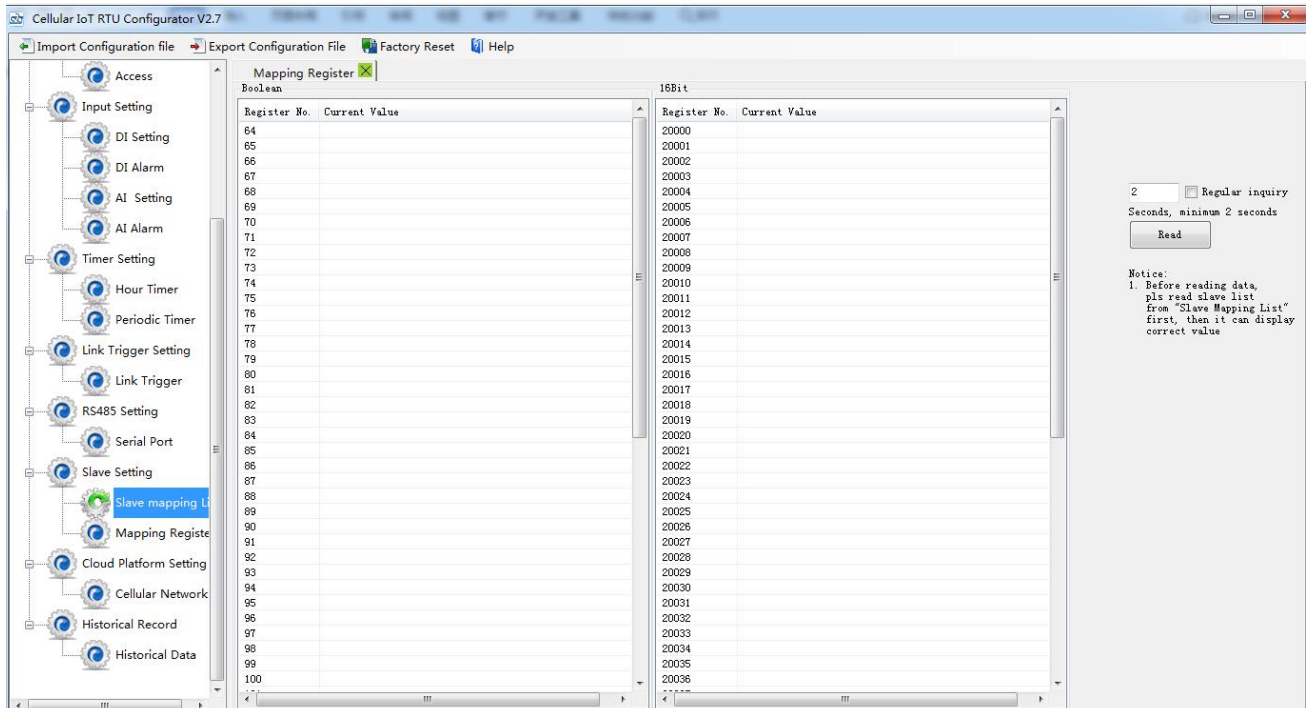 Cellular IoT RTU Configurator V2.7
Import Configuration file Export Configuration File Factory Reset Help
Access
Input Setting
DI Setting
DI Alarm
AI Setting
AI Alarm
Timer Setting
Hour Timer
Periodic Timer
Link Trigger Setting
Link Trigger
RS485 Setting
Serial Port
Slave Setting
Slave mapping Li
Mapping Registe
Cloud Platform Setting
Cellular Network
Historical Record
Historical Data
Mapping Register
Boolean
Register No. Current Value
64
65
66
67
68
69
70
71
72
73
74
75
76
77
78
79
80
81
82
83
84
85
86
87
88
89
90
91
92
93
94
95
96
97
98
99
100
16Bit
Register No. Current Value
20000
20001
20002
20003
20004
20005
20006
20007
20008
20009
20010
20011
20012
20013
20014
20015
20016
20017
20018
20019
20020
20021
20022
20023
20024
20025
20026
20027
20028
20029
20030
20031
20032
20033
20034
20035
20036
2 Regular inquiry
Seconds, minimum 2 seconds
Read
Notice:
1. Before reading data,
pls read slave list
from "Slave Mapping List"
first, then it can display
correct value